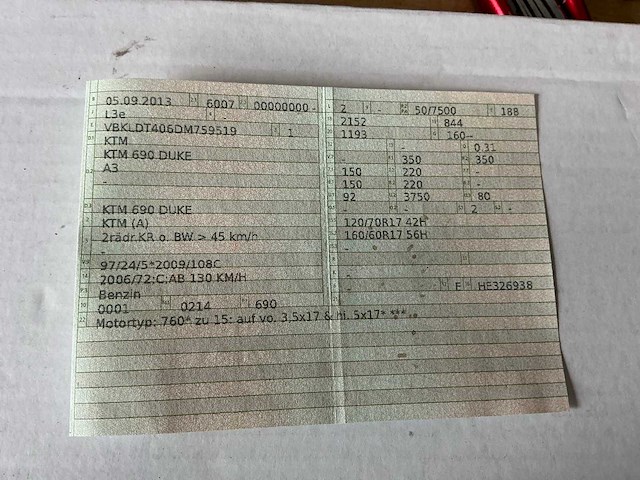 05.09.2013 6007 00000000 -
L3e -
VBKLDT406DM759519 1
KTM
KTM 690 DUKE
A3
-
KTM 690 DUKE
KTM (A)
2rädr.KR o. BW. > 45 km/h
-
97/24/5*2009/108C
2006/72;C;AB 130 KM/H
Benzin
0001 0214 690
Motortyp: 760* zu 15: auf vo. 3,5x17 & hi. 5x17* ***
2 - 50/7500 188
2152 844
1193 160--
- 0.31
- 350 350
150 220 -
150 220 -
92 3750 80
- - 2 -
120/70R17 42H
160/60R17 56H
-
-
- E HE326938
-